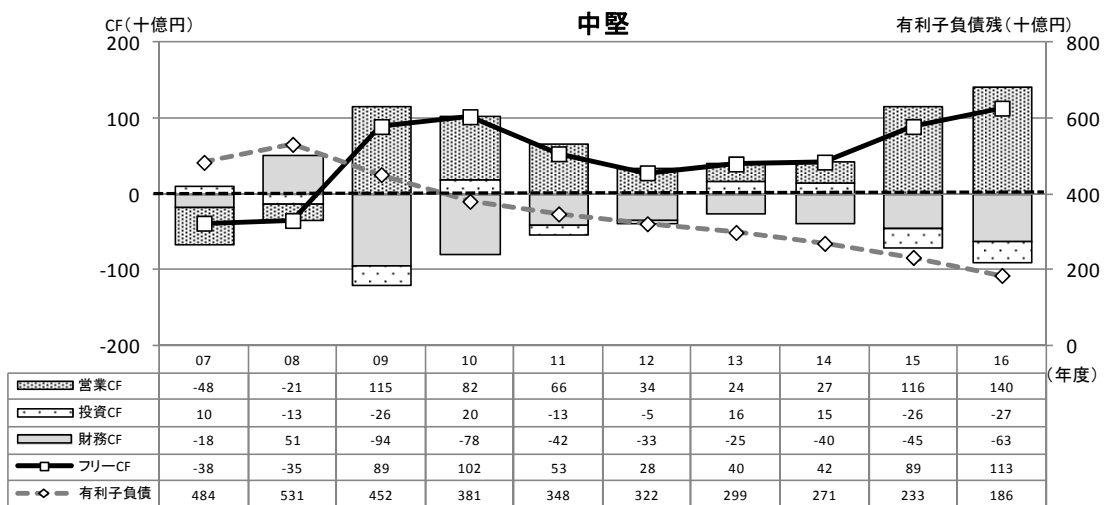 CF(十億円) 中堅 有利子負債残(十億円)
200 800
100 600
0 400
-100 200
-200 0
07 08 09 10 11 12 13 14 15 16 (年度)
営業CF -48 -21 115 82 66 34 24 27 116 140
投資CF 10 -13 -26 20 -13 -5 16 15 -26 -27
財務CF -18 51 -94 -78 -42 -33 -25 -40 -45 -63
フリーCF -38 -35 89 102 53 28 40 42 89 113
有利子負債 484 531 452 381 348 322 299 271 233 186